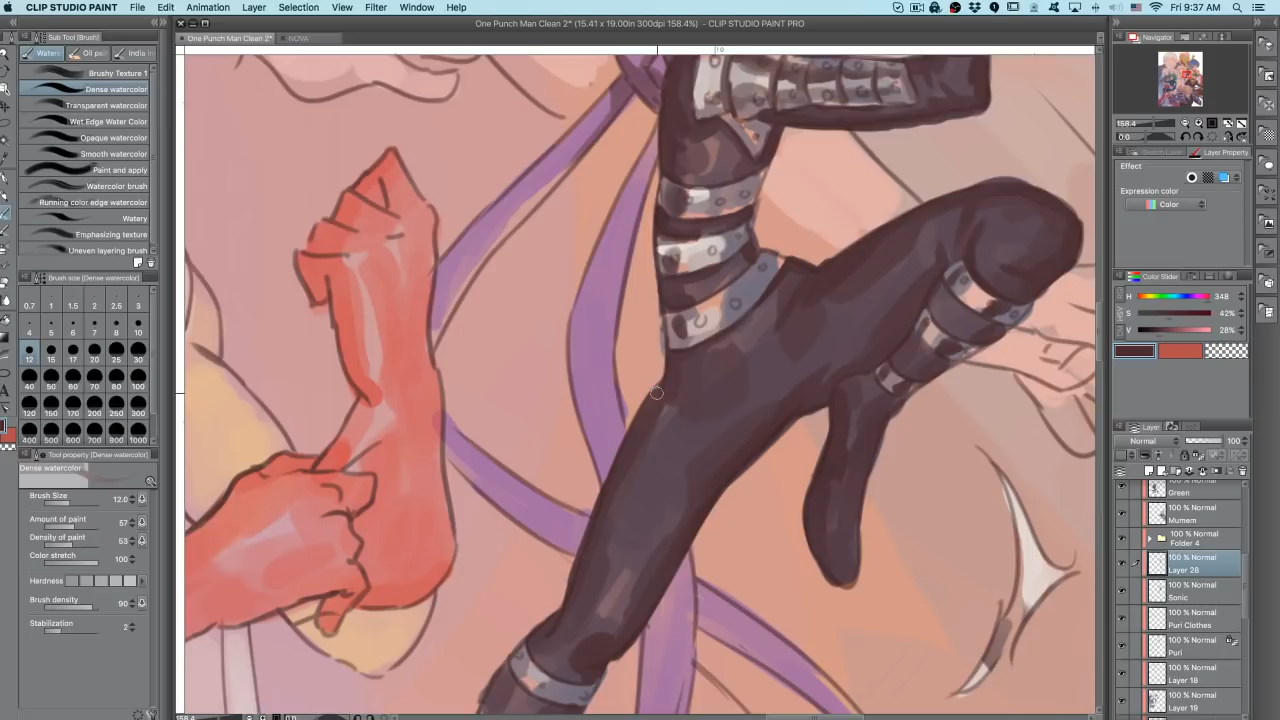 CLIP STUDIO PAINT File Edit Animation Layer Selection View Filter Window Help Fri 9:37 AM
One Punch Man Clean 2* (15.41 x 19.00in 300dpi 158.4%) - CLIP STUDIO PAINT PRO
Sub Tool [Brush]
One Punch Man Clean 2*
NOVA
Navigator
Water
Oil
India in
Brushy Texture 1
Dense watercolor
Transparent watercolor
Wet Edge Water Color
Opaque watercolor
Smooth watercolor
Paint and apply
Watercolor brush
Running color edge watercolor
Watery
Emphasizing texture
Uneven layering brush
Brush size [Dense watercolor]
0.7 1 1.5 2 2.5 3
4 5 6 7 8 10
12 15 17 20 25 30
40 50 60 70 80 100
120 150 170 200 250 300
400 500 600 700 800
Tool property [Dense watercolor]
Dense watercolor
Brush Size 12.0
Amount of paint 57
Density of paint 53
Color stretch 100
Hardness
Brush density 90
Stabilization 2
158.4
0.0
Layer Property
Effect
Expression color
Color
Color Slider
H 348
S 42%
V 28%
Layer
Normal 100
100 % Normal
Green
100 % Normal
Mumem
100 % Normal
Folder 4
100 % Normal
Layer 28
100 % Normal
Sonic
100 % Normal
Puri Clothes
100 % Normal
Puri
100 % Normal
Layer 18
100 % Normal
Layer 19
158.4
0.0